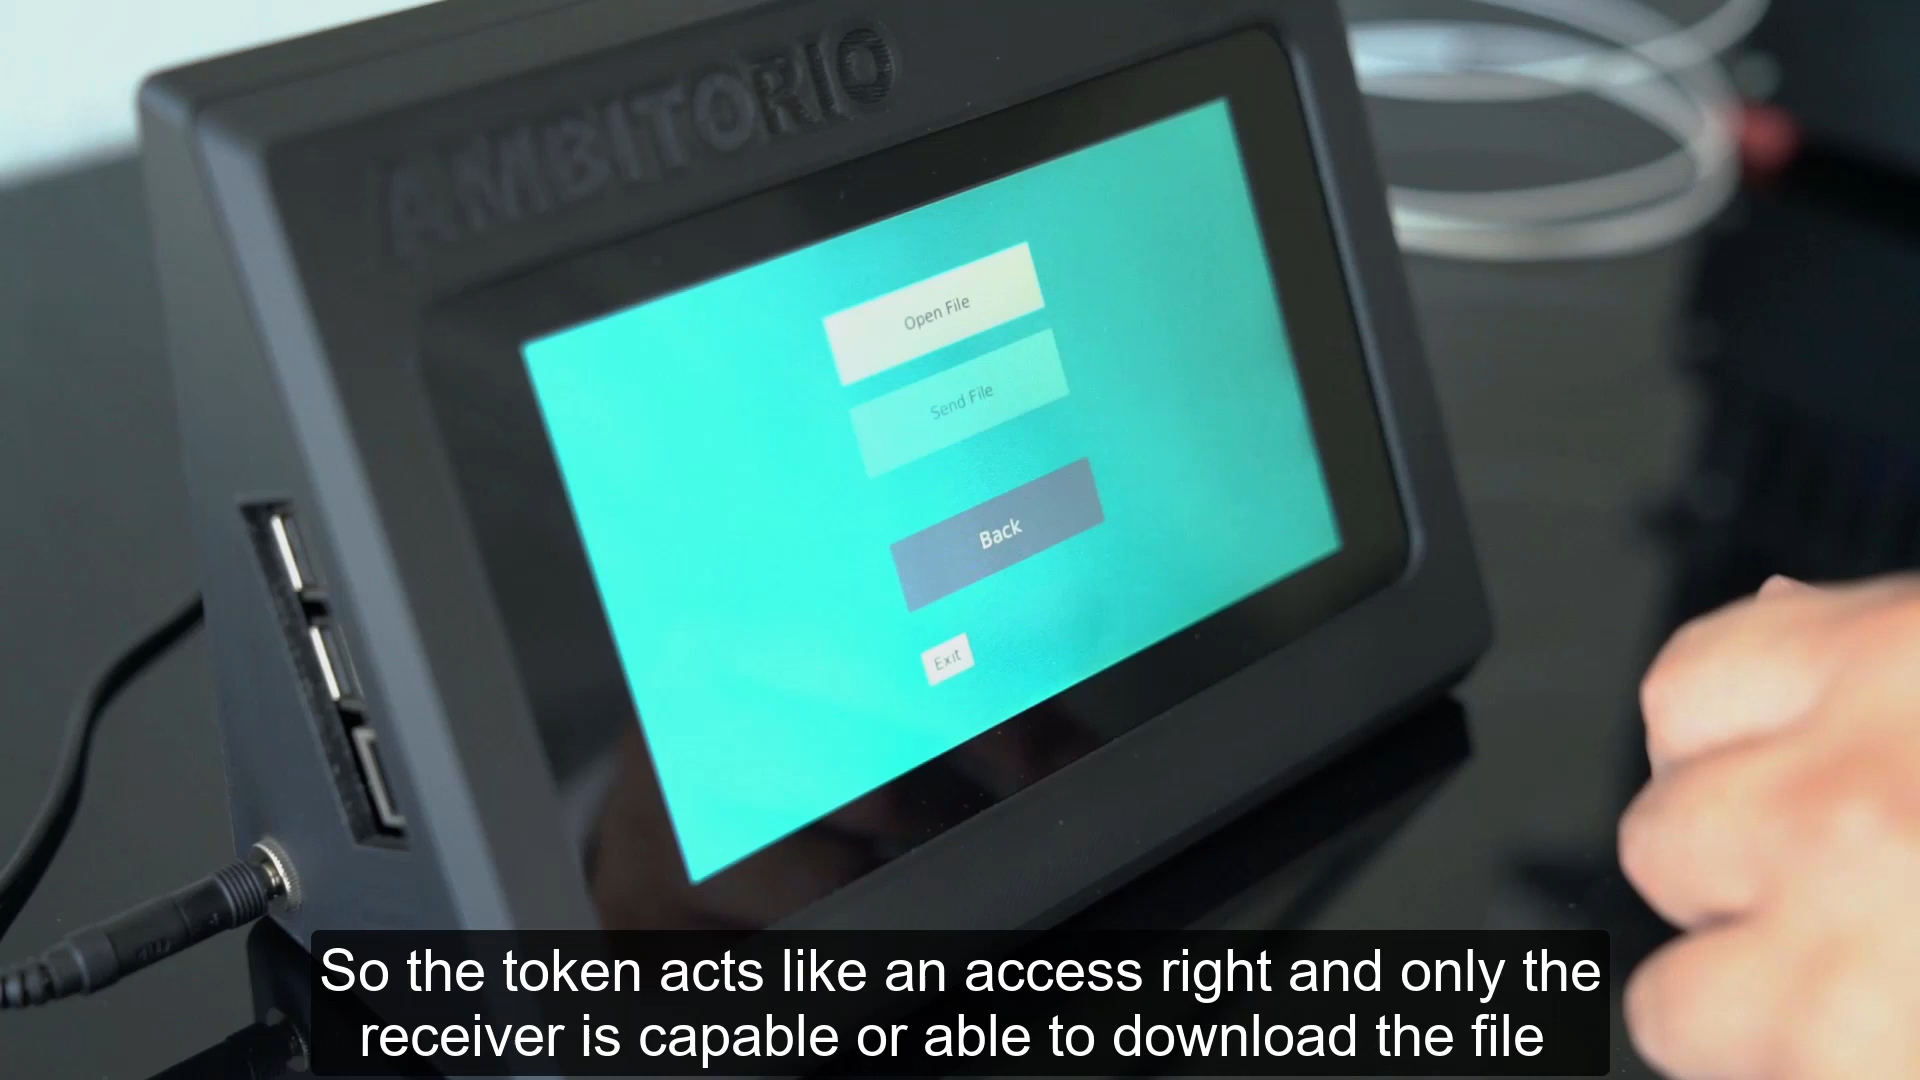 AMBITORIO
Open File
Send File
Back
Exit
So the token acts like an access right and only the
receiver is capable or able to download the file